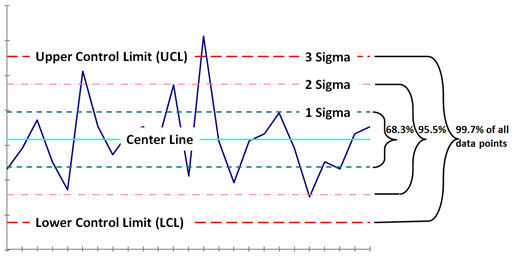 Upper Control Limit (UCL)
3 Sigma
2 Sigma
1 Sigma
Center Line
68.3%
95.5%
99.7% of all
data points
Lower Control Limit (LCL)